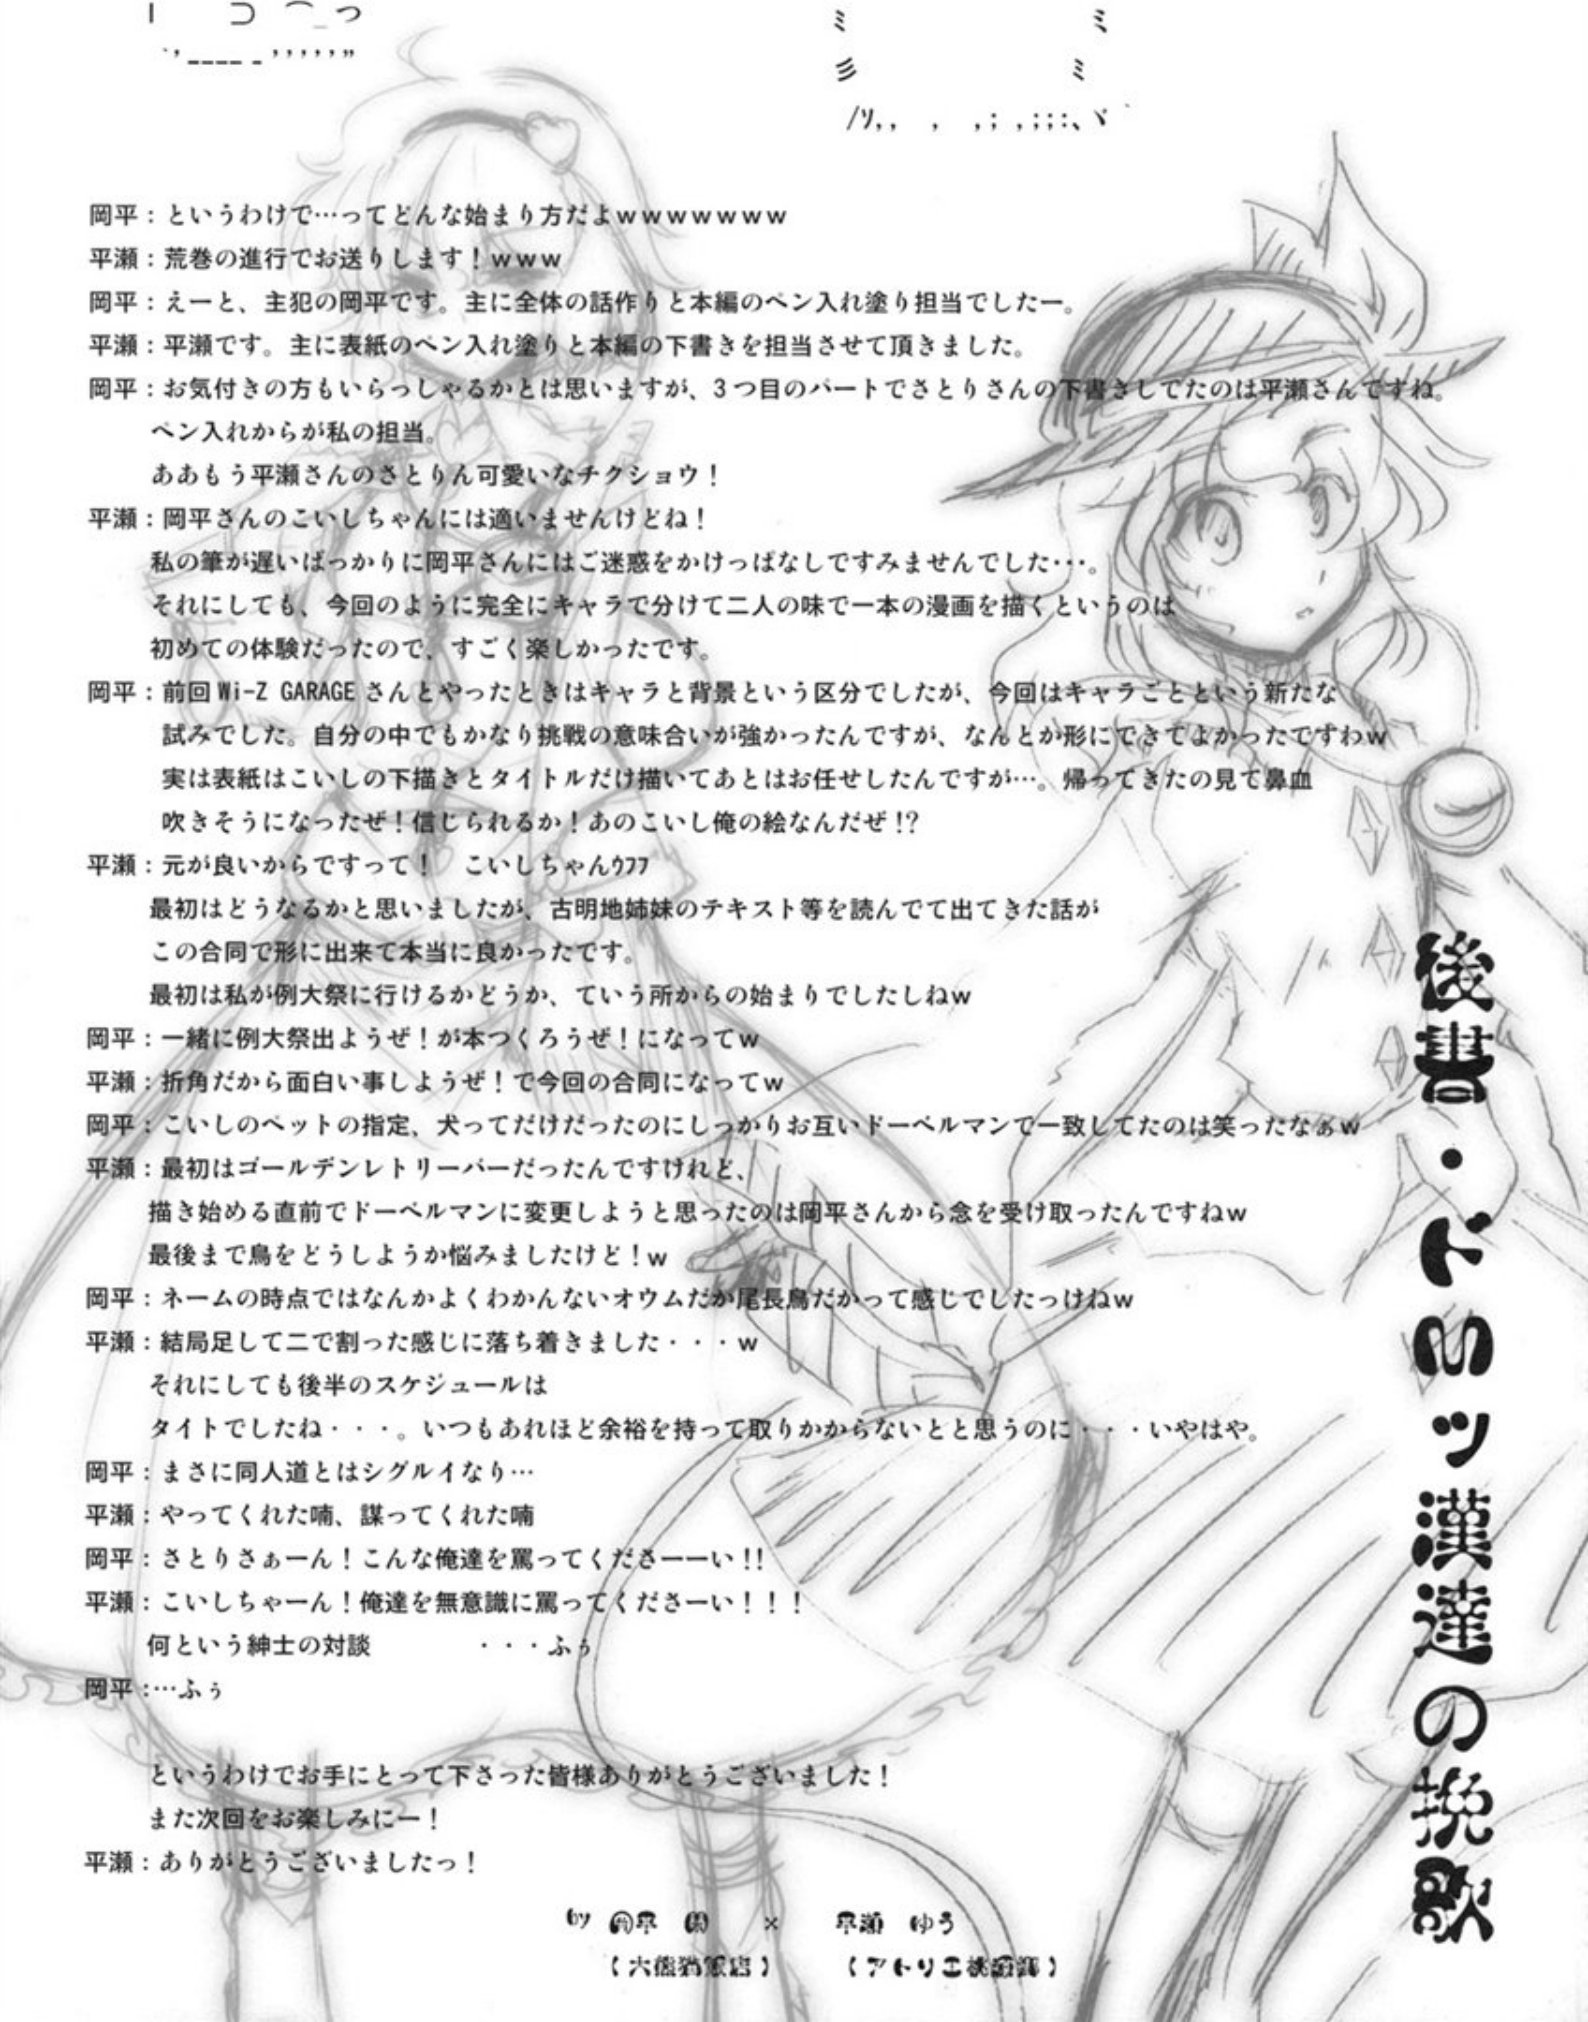 岡平：というわけで…ってどんな始まり方だよｗｗｗｗｗｗｗ
平瀬：荒巻の進行でお送りします！ｗｗｗ
岡平：えーと、主犯の岡平です。主に全体の話作りと本編のペン入れ塗り担当でしたー。
平瀬：平瀬です。主に表紙のペン入れ塗りと本編の下書きを担当させて頂きました。
岡平：お気付きの方もいらっしゃるかとは思いますが、3つ目のパートでさとりさんの下書きしてたのは平瀬さんですね。
ペン入れからが私の担当。
ああもう平瀬さんのさとりん可愛いなチクショウ！
平瀬：岡平さんのこいしちゃんには適いませんけどね！
私の筆が遅いばっかりに岡平さんにはご迷惑をかけっぱなしですみませんでした･･･。
それにしても、今回のように完全にキャラで分けて二人の味で一本の漫画を描くというのは
初めての体験だったので、すごく楽しかったです。
岡平：前回 Wi-Z GARAGE さんとやったときはキャラと背景という区分でしたが、今回はキャラごとという新たな
試みでした。自分の中でもかなり挑戦の意味合いが強かったんですが、なんとか形にできてよかったですわw
実は表紙はこいしの下描きとタイトルだけ描いてあとはお任せしたんですが…。帰ってきたの見て鼻血
吹きそうになったぜ！信じられるか！あのこいし俺の絵なんだぜ!?
平瀬：元が良いからですって！　こいしちゃんｳﾌﾌ
最初はどうなるかと思いましたが、古明地姉妹のテキスト等を読んでて出てきた話が
この合同で形に出来て本当に良かったです。
最初は私が例大祭に行けるかどうか、ていう所からの始まりでしたしねw
岡平：一緒に例大祭出ようぜ！が本つくろうぜ！になってw
平瀬：折角だから面白い事しようぜ！で今回の合同になってw
岡平：こいしのペットの指定、犬ってだけだったのにしっかりお互いドーベルマンで一致してたのは笑ったなぁw
平瀬：最初はゴールデンレトリーバーだったんですけれど、
描き始める直前でドーベルマンに変更しようと思ったのは岡平さんから念を受け取ったんですねw
最後まで鳥をどうしようか悩みましたけど！w
岡平：ネームの時点ではなんかよくわかんないオウムだか尾長鳥だかって感じでしたっけねw
平瀬：結局足して二で割った感じに落ち着きました・・・w
それにしても後半のスケジュールは
タイトでしたね・・・。いつもあれほど余裕を持って取りかからないとと思うのに・・・いやはや。
岡平：まさに同人道とはシグルイなり…
平瀬：やってくれた喃、謀ってくれた喃
岡平：さとりさぁーん！こんな俺達を罵ってくださーーい!!
平瀬：こいしちゃーん！俺達を無意識に罵ってくださーい！！！
何という紳士の対談　　　　・・・ふぅ
岡平：…ふぅ
というわけでお手にとって下さった皆様ありがとうございました！
また次回をお楽しみにー！
平瀬：ありがとうございましたっ！
by 岡平　　×　平瀬　ゆう
後書・ドMッ漢達の挽歌